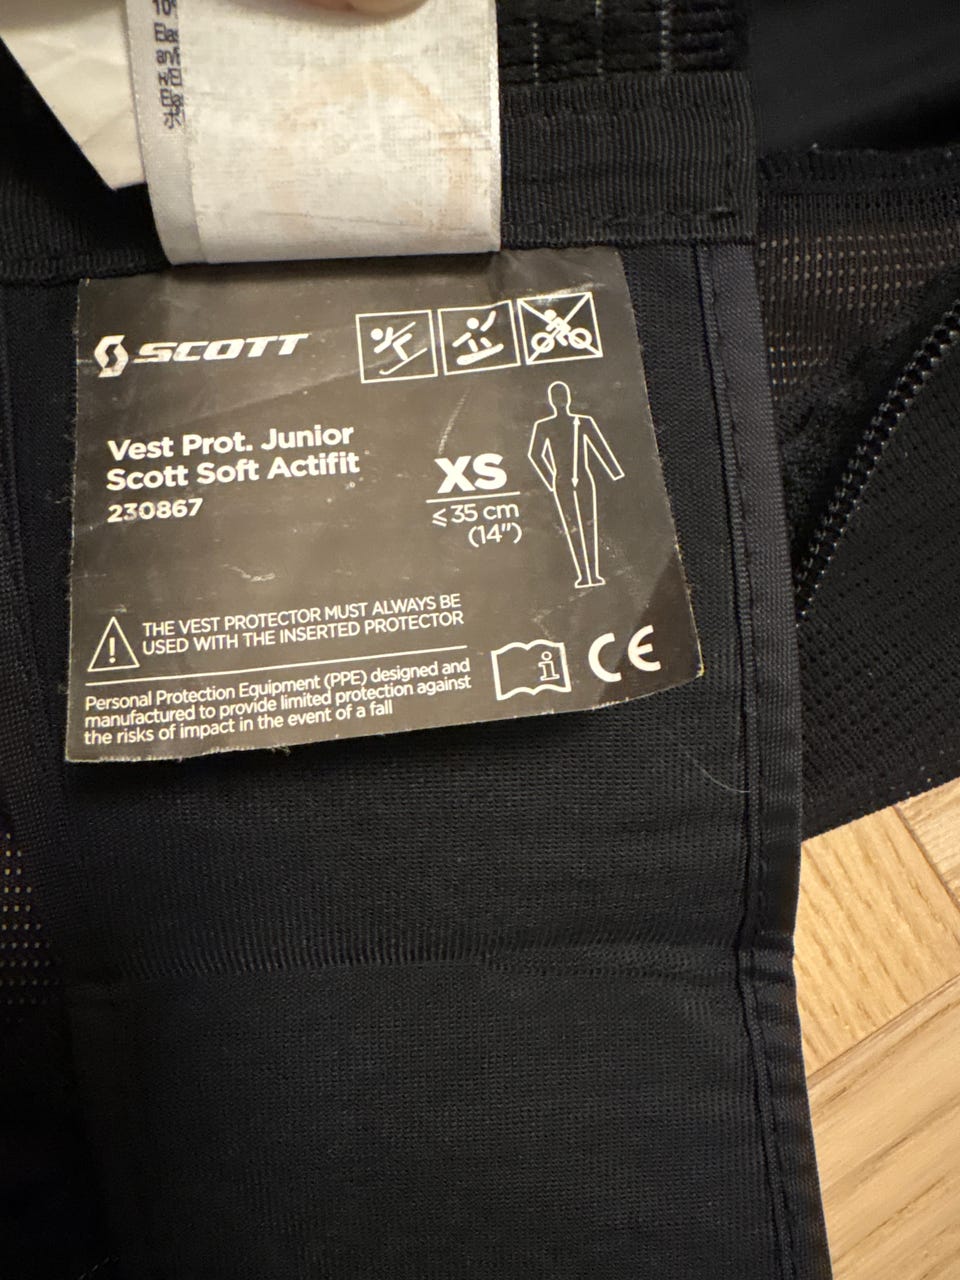 SCOTT
Vest Prot. Junior
Scott Soft Actifit
230867
XS
≤ 35 cm
(14")
THE VEST PROTECTOR MUST ALWAYS BE
USED WITH THE INSERTED PROTECTOR
Personal Protection Equipment (PPE) designed and
manufactured to provide limited protection against
the risks of impact in the event of a fall
CE